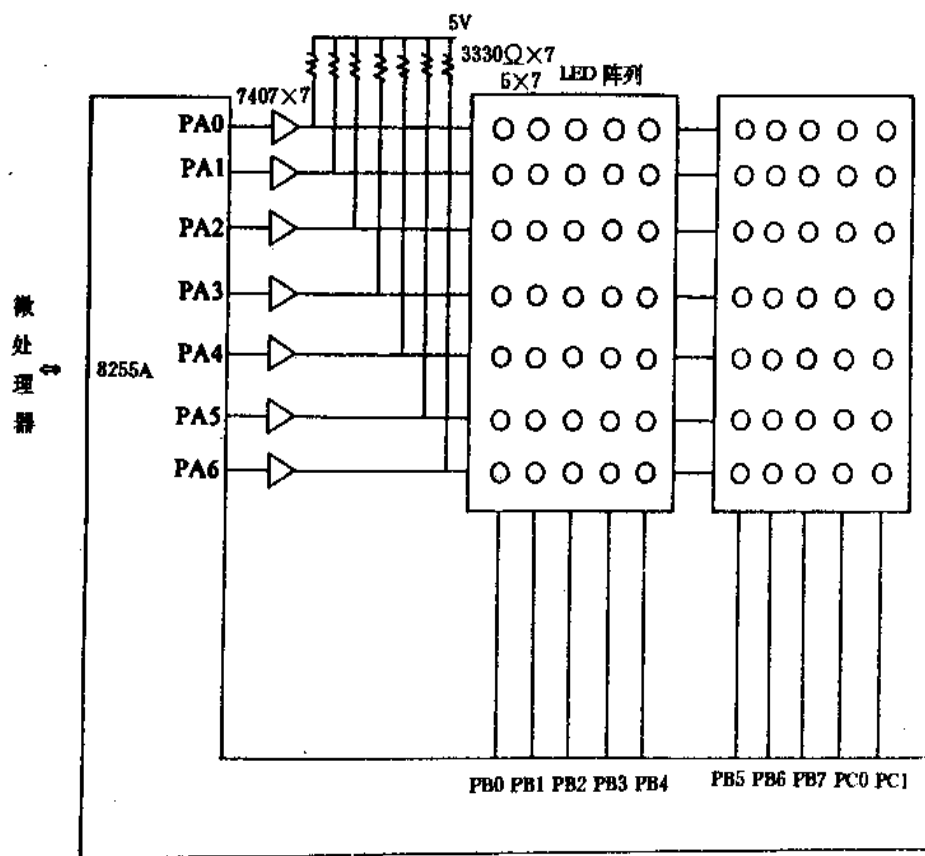 5V
3330Ω×7
7407×7
6×7 LED 阵列
PA0
PA1
PA2
PA3
PA4
PA5
PA6
微处理器
⇔
8255A
PB0 PB1 PB2 PB3 PB4
PB5 PB6 PB7 PC0 PC1